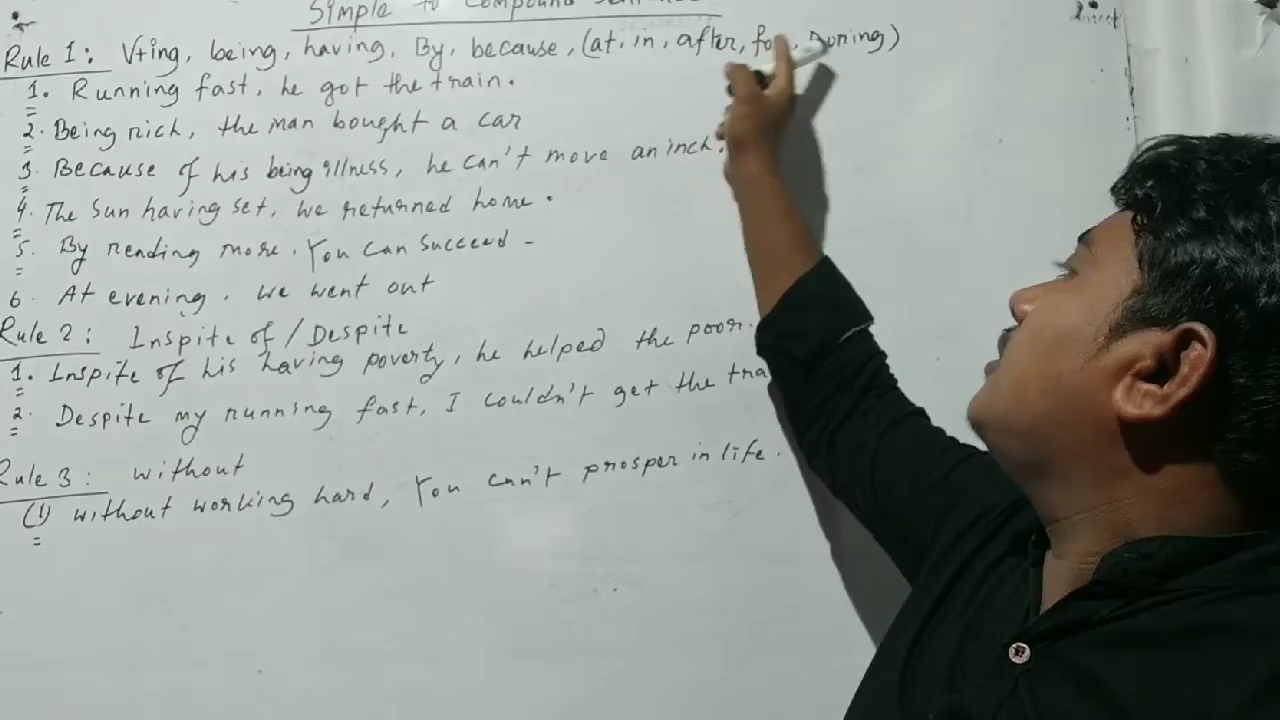 Simple to Compound
Direct
Rule 1: V+ing, being, having, By, because, (at, in, after, for, During)
1. Running fast, he got the train.
2. Being rich, the man bought a car
3. Because of his being illness, he can't move an inch.
4. The Sun having set, we returned home.
5. By reading more, You can Succeed -
6. At evening, we went out
Rule 2: Inspite of / Despite
1. Inspite of his having poverty, he helped the poor.
2. Despite my running fast, I couldn't get the tra
Rule 3: without
(1) without working hard, You can't prosper in life.